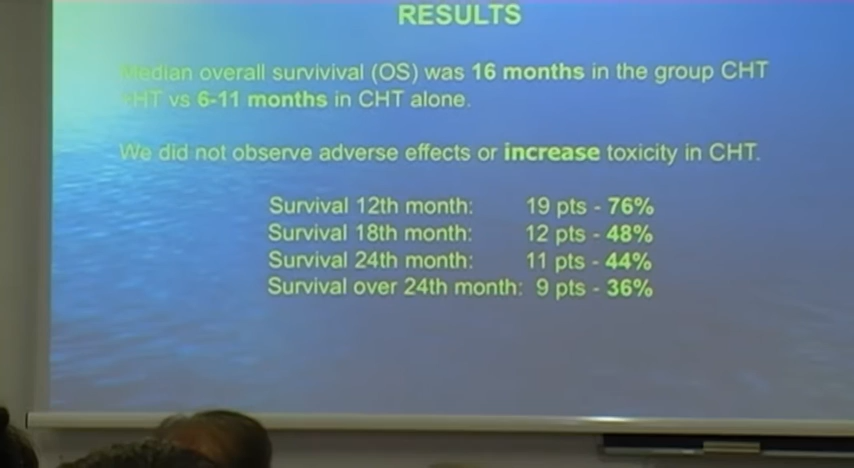 RESULTS
Median overall survivival (OS) was 16 months in the group CHT
+HT vs 6-11 months in CHT alone.
We did not observe adverse effects or increase toxicity in CHT.
Survival 12th month: 19 pts - 76%
Survival 18th month: 12 pts - 48%
Survival 24th month: 11 pts - 44%
Survival over 24th month: 9 pts - 36%